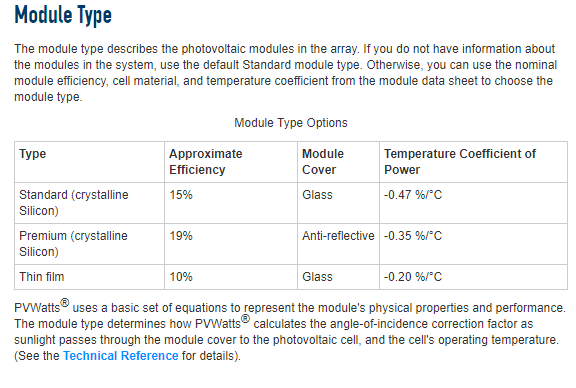 Module Type
The module type describes the photovoltaic modules in the array. If you do not have information about
the modules in the system, use the default Standard module type. Otherwise, you can use the nominal
module efficiency, cell material, and temperature coefficient from the module data sheet to choose the
module type.
Module Type Options
Type Approximate Efficiency Module Cover Temperature Coefficient of Power
Standard (crystalline Silicon) 15% Glass -0.47 %/°C
Premium (crystalline Silicon) 19% Anti-reflective -0.35 %/°C
Thin film 10% Glass -0.20 %/°C
PVWatts® uses a basic set of equations to represent the module's physical properties and performance.
The module type determines how PVWatts® calculates the angle-of-incidence correction factor as
sunlight passes through the module cover to the photovoltaic cell, and the cell's operating temperature.
(See the Technical Reference for details).